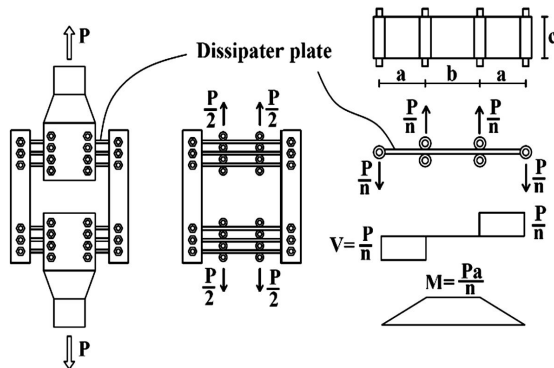 P
Dissipater plate
P
P/2 P/2
P/2 P/2
a b a
c
P/n P/n
P/n P/n
V= P/n
P/n
M= Pa/n